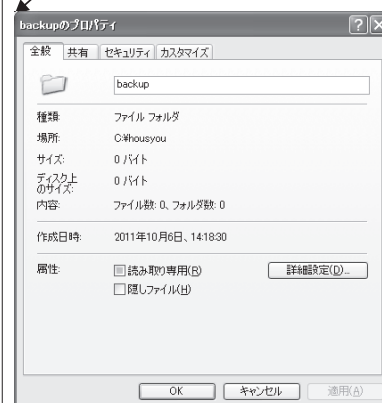 backupのプロパティ
全般 共有 セキュリティ カスタマイズ
backup
種類: ファイル フォルダ
場所: C:¥housyou
サイズ: 0 バイト
ディスク上
のサイズ: 0 バイト
内容: ファイル数: 0、フォルダ数: 0
作成日時: 2011年10月6日、14:18:30
属性: 読み取り専用(R) 詳細設定(D)...
隠しファイル(H)
OK キャンセル 適用(A)